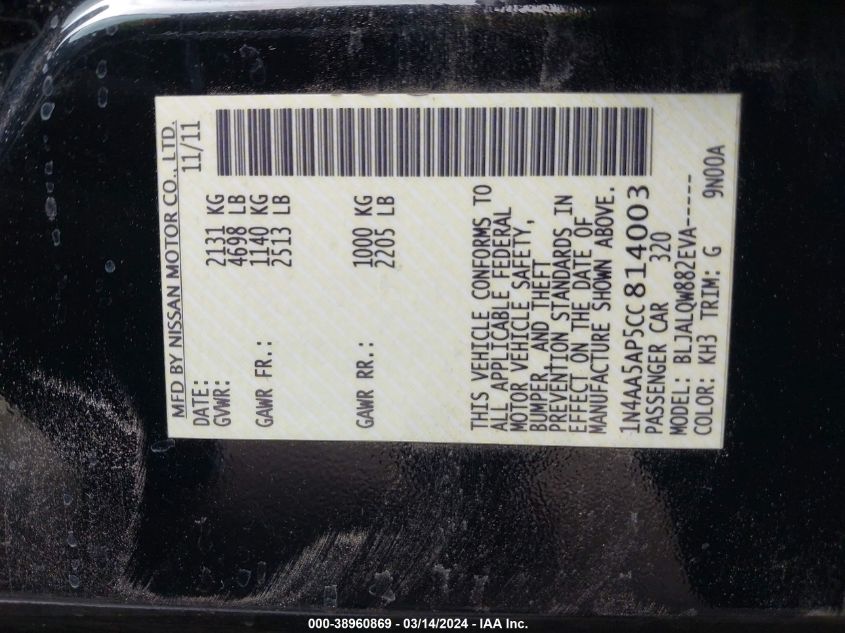 MFD BY NISSAN MOTOR CO., LTD.
DATE: 11/11
GVWR: 2131 KG
4698 LB
GAWR FR.: 1140 KG
2513 LB
GAWR RR.: 1000 KG
2205 LB
THIS VEHICLE CONFORMS TO
ALL APPLICABLE FEDERAL
MOTOR VEHICLE SAFETY,
BUMPER, AND THEFT
PREVENTION STANDARDS IN
EFFECT ON THE DATE OF
MANUFACTURE SHOWN ABOVE.
1N4AA5AP5CC814003
PASSENGER CAR 320
MODEL: BLJALQW882EVA-----
COLOR: KH3 TRIM: G 9N00A
000-38960869 - 03/14/2024 - IAA Inc.